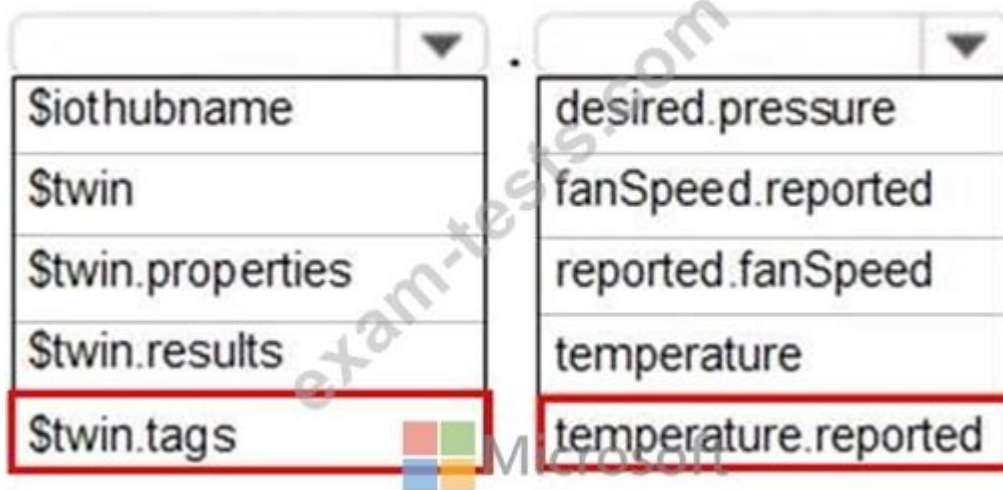 .
$iothubname
$twin
$twin.properties
$twin.results
$twin.tags
desired.pressure
fanSpeed.reported
reported.fanSpeed
temperature
temperature.reported
exam-tests.com
Microsoft